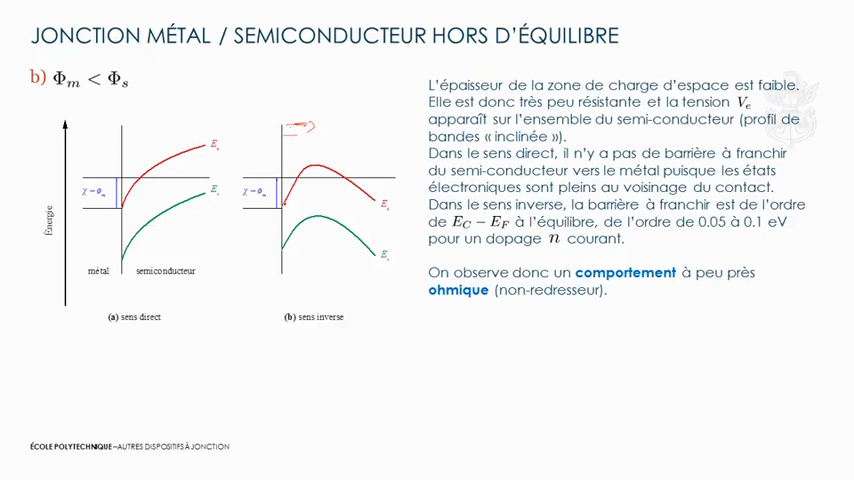 JONCTION MÉTAL / SEMICONDUCTEUR HORS D'ÉQUILIBRE
b) Φm < Φs
L'épaisseur de la zone de charge d'espace est faible.
Elle est donc très peu résistante et la tension Ve
apparaît sur l'ensemble du semi-conducteur (profil de
bandes « inclinée »).
Dans le sens direct, il n'y a pas de barrière à franchir
du semi-conducteur vers le métal puisque les états
électroniques sont pleins au voisinage du contact.
Dans le sens inverse, la barrière à franchir est de l'ordre
de EC − EF à l'équilibre, de l'ordre de 0.05 à 0.1 eV
pour un dopage n courant.
On observe donc un comportement à peu près
ohmique (non-redresseur).
Énergie
χ − Φm
métal
semiconducteur
(a) sens direct
χ − Φm
(b) sens inverse
ÉCOLE POLYTECHNIQUE – AUTRES DISPOSITIFS À JONCTION